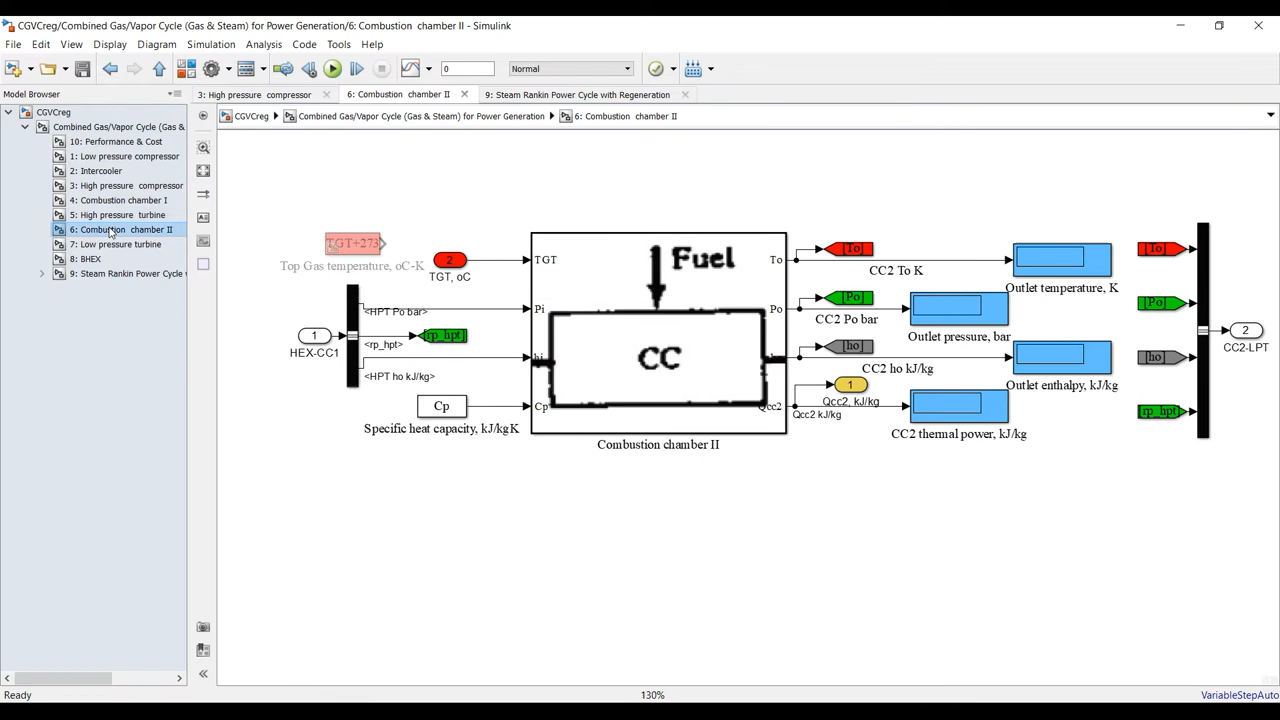 CGVCreg/Combined Gas/Vapor Cycle (Gas & Steam) for Power Generation/6: Combustion  chamber II - Simulink
File Edit View Display Diagram Simulation Analysis Code Tools Help
0
Normal
Model Browser
3: High pressure  compressor
6: Combustion  chamber II
9: Steam Rankin Power Cycle with Regeneration
CGVCreg
Combined Gas/Vapor Cycle (Gas & Steam) for Power Generation
6: Combustion  chamber II
CGVCreg
Combined Gas/Vapor Cycle (Gas &
10: Performance & Cost
1: Low pressure compressor
2: Intercooler
3: High pressure  compressor
4: Combustion chamber I
5: High pressure  turbine
6: Combustion  chamber II
7: Low pressure turbine
8: BHEX
9: Steam Rankin Power Cycle
TGT+273
Top Gas temperature, oC-K
2
TGT, oC
1
HEX-CC1
<HPT Po bar>
<rp_hpt>
rp_hpt
<HPT ho kJ/kg>
Cp
Specific heat capacity, kJ/kgK
TGT
Pi
hi
Cp
Fuel
CC
To
Po
Qcc2
Combustion chamber II
[To]
CC2 To K
[Po]
CC2 Po bar
[ho]
CC2 ho kJ/kg
1
Qcc2, kJ/kg
Qcc2 kJ/kg
Outlet temperature, K
Outlet pressure, bar
Outlet enthalpy, kJ/kg
CC2 thermal power, kJ/kg
[To]
[Po]
[ho]
rp_hpt
2
CC2-LPT
Ready
130%
VariableStepAuto